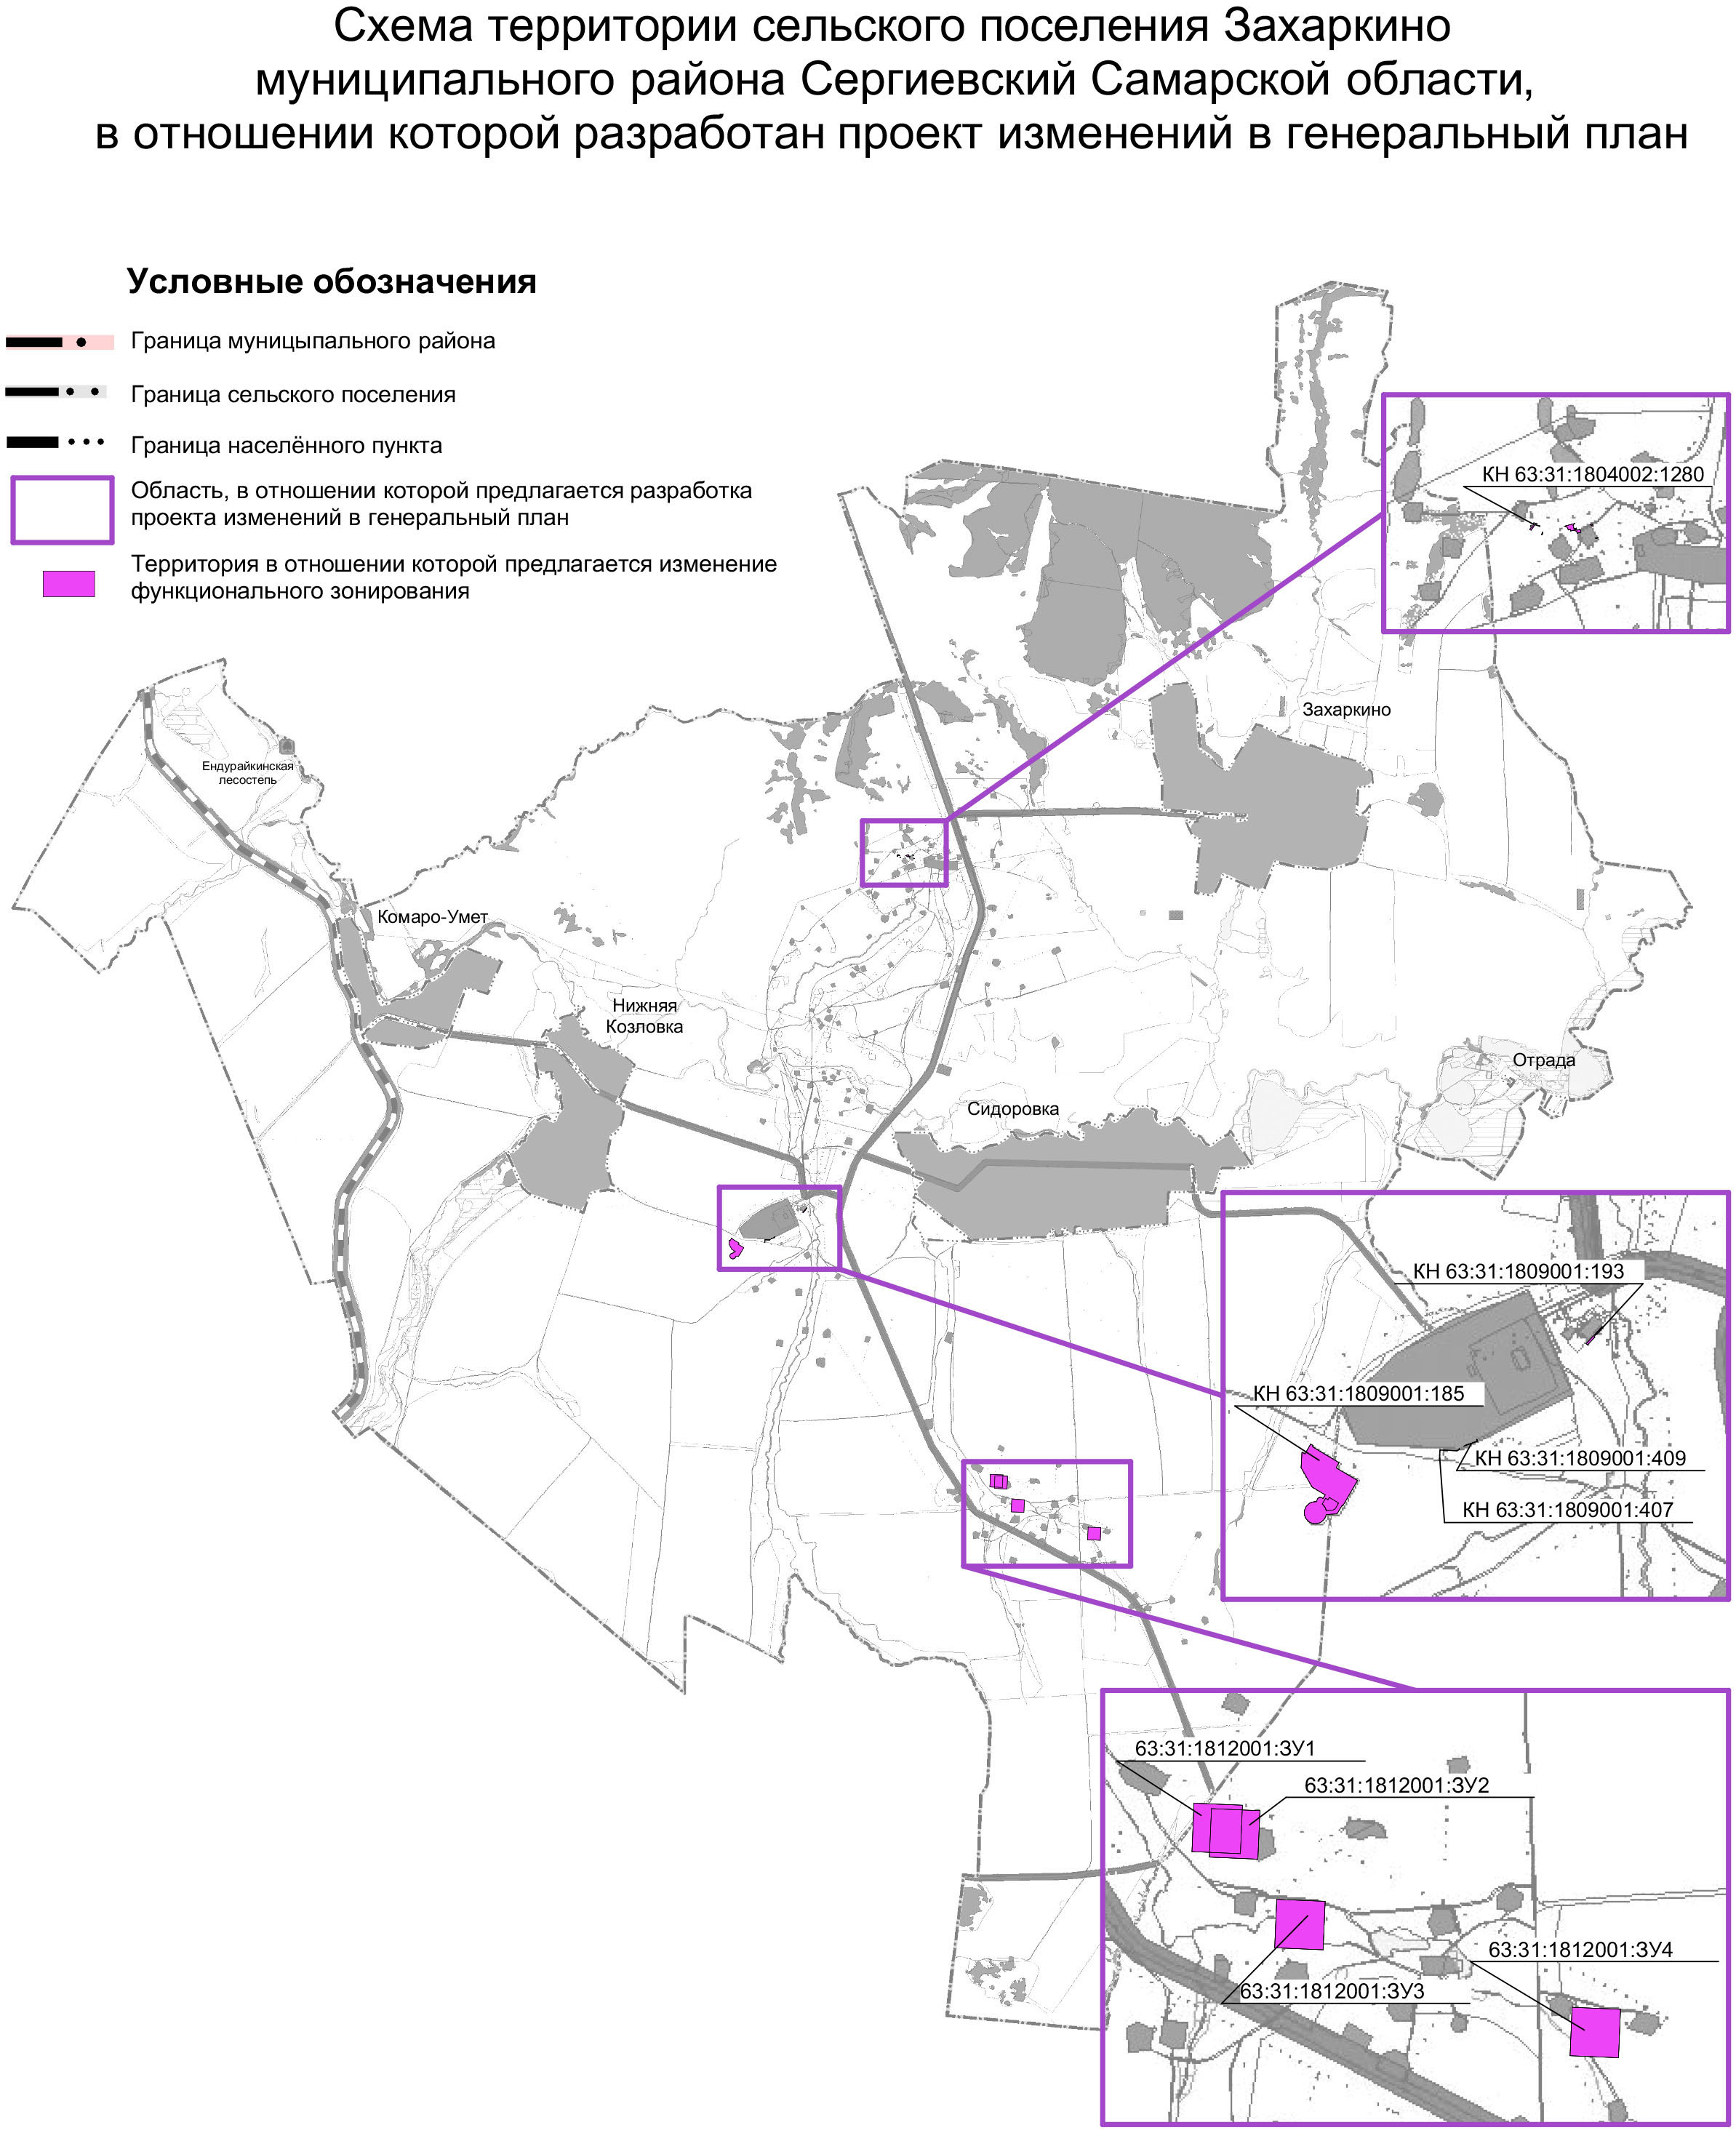 Схема территории сельского поселения Захаркино
муниципального района Сергиевский Самарской области,
в отношении которой разработан проект изменений в генеральный план
Условные обозначения
Граница муницыпального района
Граница сельского поселения
Граница населённого пункта
Область, в отношении которой предлагается разработка
проекта изменений в генеральный план
Территория в отношении которой предлагается изменение
функционального зонирования
КН 63:31:1804002:1280
Захаркино
Ендурайкинская
лесостепь
Комаро-Умет
Нижняя
Козловка
Отрада
Сидоровка
КН 63:31:1809001:193
КН 63:31:1809001:185
КН 63:31:1809001:409
КН 63:31:1809001:407
63:31:1812001:ЗУ1
63:31:1812001:ЗУ2
63:31:1812001:ЗУ4
63:31:1812001:ЗУ3